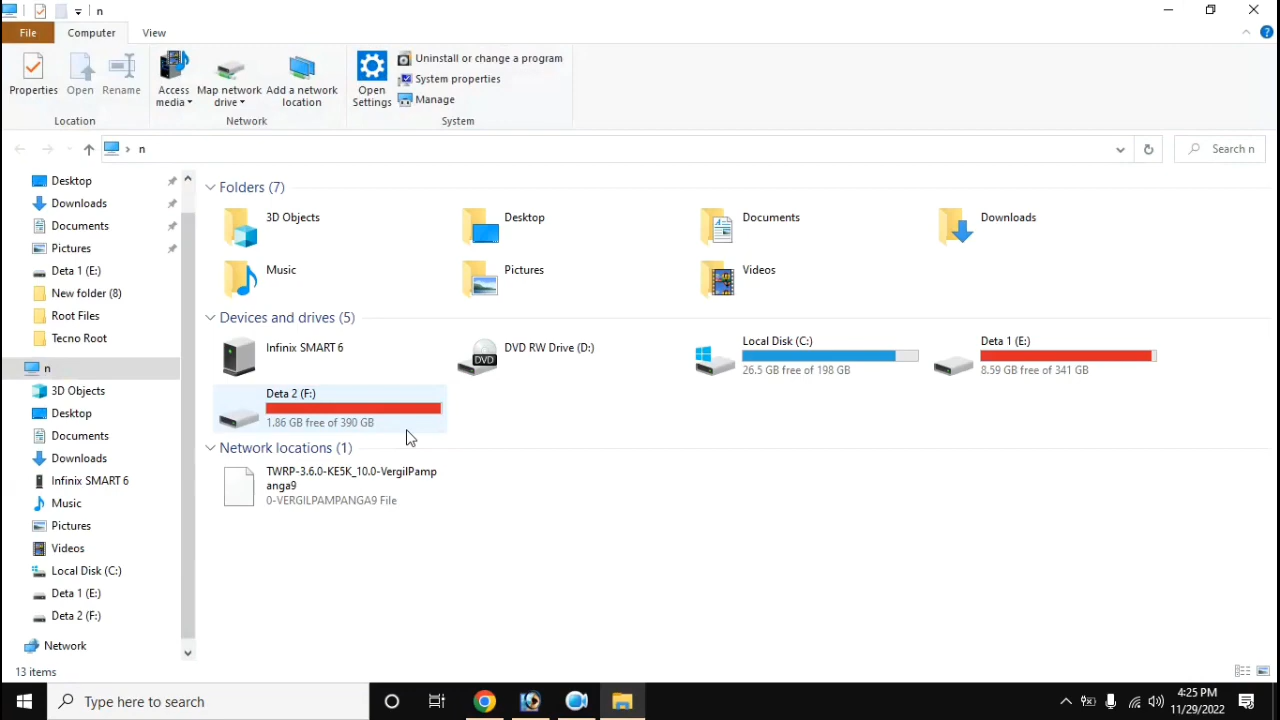 n
File Computer View
Properties Open Rename Access media Map network drive Add a network location Open Settings Uninstall or change a program
System properties
Manage
Location Network System
n Search n
Desktop
Downloads
Documents
Pictures
Deta 1 (E:)
New folder (8)
Root Files
Tecno Root
n
3D Objects
Desktop
Documents
Downloads
Infinix SMART 6
Music
Pictures
Videos
Local Disk (C:)
Deta 1 (E:)
Deta 2 (F:)
Network
Folders (7)
3D Objects Desktop Documents Downloads
Music Pictures Videos
Devices and drives (5)
Infinix SMART 6
DVD
DVD RW Drive (D:)
Local Disk (C:)
26.5 GB free of 198 GB
Deta 1 (E:)
8.59 GB free of 341 GB
Deta 2 (F:)
1.86 GB free of 390 GB
Network locations (1)
TWRP-3.6.0-KE5K_10.0-VergilPamp
anga9
0-VERGILPAMPANGA9 File
13 items
Type here to search
4:25 PM
11/29/2022